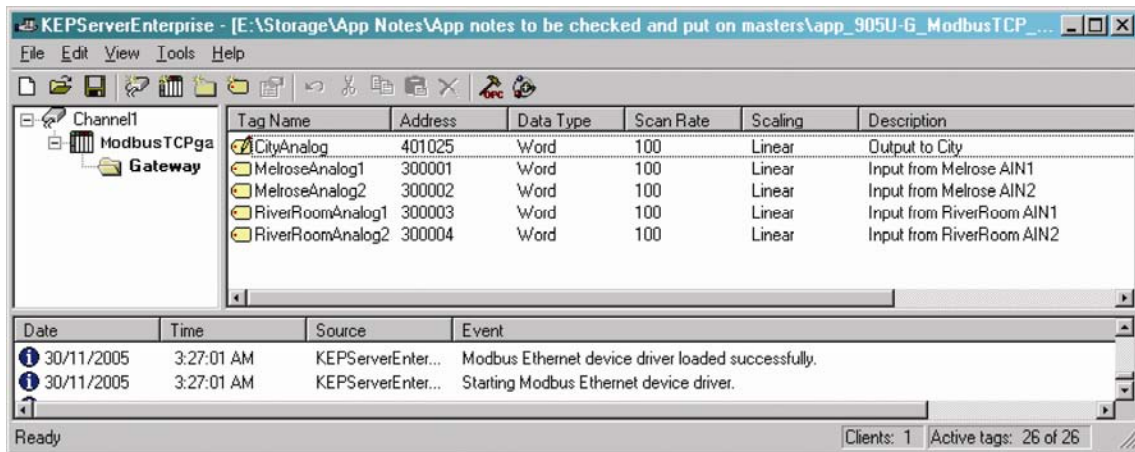 KEPServerEnterprise - [E:\Storage\App Notes\App notes to be checked and put on masters\app_905U-G_ModbusTCP_...
File Edit View Tools Help
Channel1
ModbusTCPga
Gateway
Tag Name Address Data Type Scan Rate Scaling Description
CityAnalog 401025 Word 100 Linear Output to City
MelroseAnalog1 300001 Word 100 Linear Input from Melrose AIN1
MelroseAnalog2 300002 Word 100 Linear Input from Melrose AIN2
RiverRoomAnalog1 300003 Word 100 Linear Input from RiverRoom AIN1
RiverRoomAnalog2 300004 Word 100 Linear Input from RiverRoom AIN2
Date Time Source Event
30/11/2005 3:27:01 AM KEPServerEnter... Modbus Ethernet device driver loaded successfully.
30/11/2005 3:27:01 AM KEPServerEnter... Starting Modbus Ethernet device driver.
Ready Clients: 1 Active tags: 26 of 26